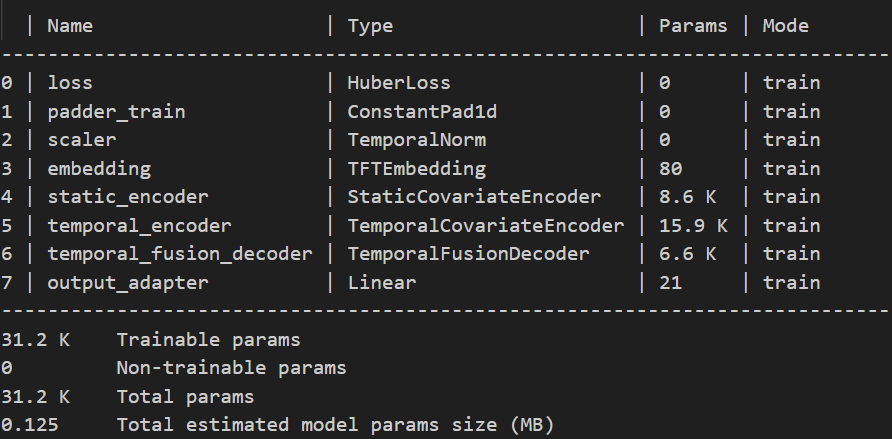 | Name                    | Type                     | Params | Mode
-----------------------------------------------------------------------------
0 | loss                    | HuberLoss                | 0      | train
1 | padder_train            | ConstantPad1d            | 0      | train
2 | scaler                  | TemporalNorm             | 0      | train
3 | embedding               | TFTEmbedding             | 80     | train
4 | static_encoder          | StaticCovariateEncoder   | 8.6 K  | train
5 | temporal_encoder        | TemporalCovariateEncoder | 15.9 K | train
6 | temporal_fusion_decoder | TemporalFusionDecoder    | 6.6 K  | train
7 | output_adapter          | Linear                   | 21     | train
-----------------------------------------------------------------------------
31.2 K    Trainable params
0         Non-trainable params
31.2 K    Total params
0.125     Total estimated model params size (MB)